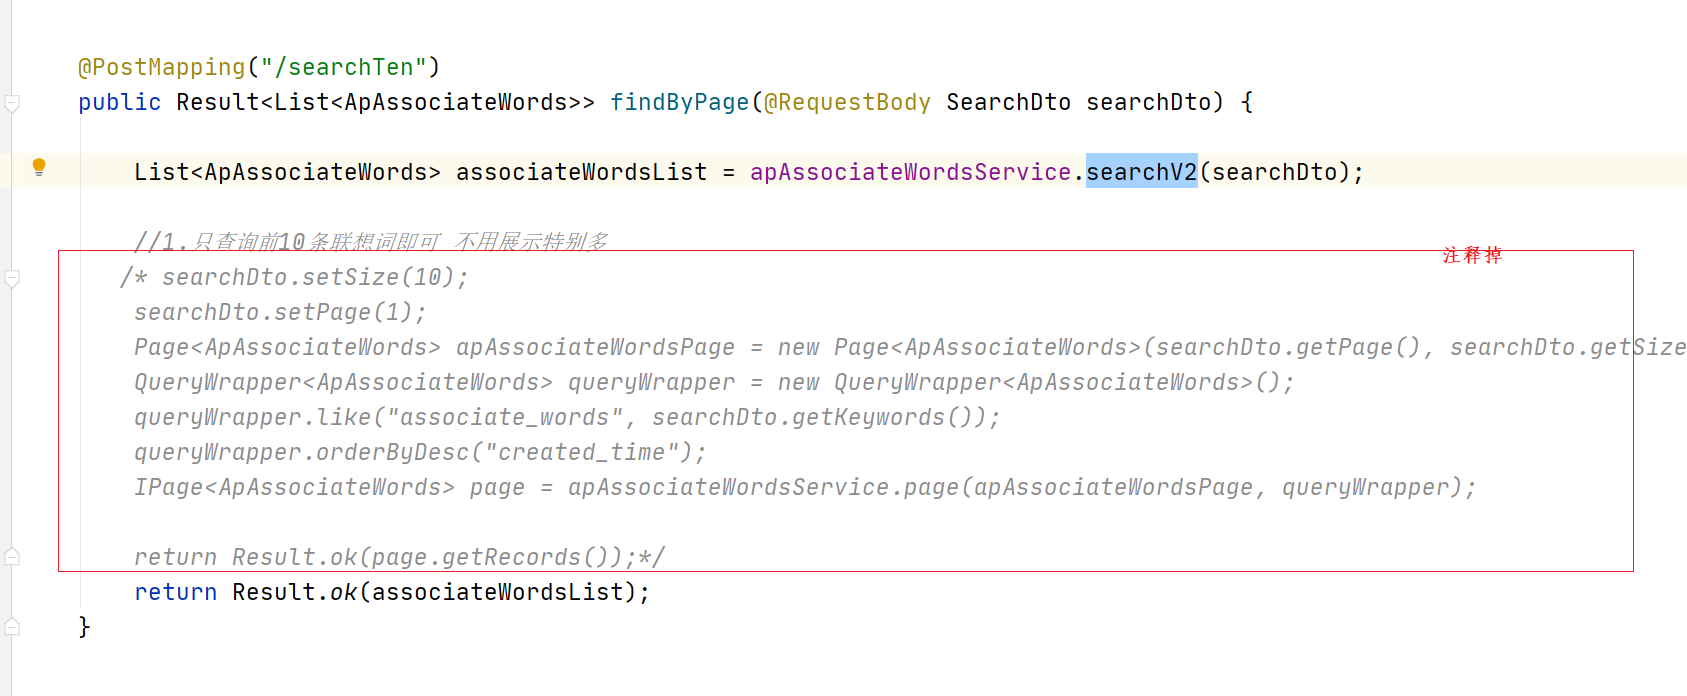 @PostMapping("/searchTen")
public Result<List<ApAssociateWords>> findByPage(@RequestBody SearchDto searchDto) {
List<ApAssociateWords> associateWordsList = apAssociateWordsService.searchV2(searchDto);
//1.只查询前10条联想词即可 不用展示特别多
注释掉
/* searchDto.setSize(10);
searchDto.setPage(1);
Page<ApAssociateWords> apAssociateWordsPage = new Page<ApAssociateWords>(searchDto.getPage(), searchDto.getSize
QueryWrapper<ApAssociateWords> queryWrapper = new QueryWrapper<ApAssociateWords>();
queryWrapper.like("associate_words", searchDto.getKeywords());
queryWrapper.orderByDesc("created_time");
IPage<ApAssociateWords> page = apAssociateWordsService.page(apAssociateWordsPage, queryWrapper);
return Result.ok(page.getRecords());*/
return Result.ok(associateWordsList);
}